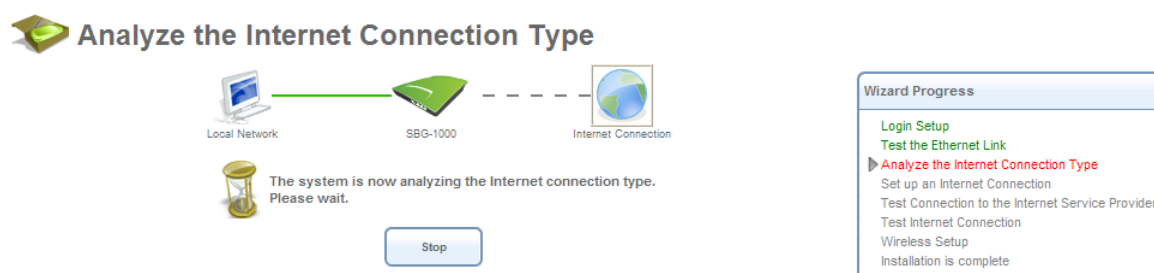 Analyze the Internet Connection Type
Local Network
SBG-1000
Internet Connection
The system is now analyzing the Internet connection type.
Please wait.
Stop
Wizard Progress
Login Setup
Test the Ethernet Link
Analyze the Internet Connection Type
Set up an Internet Connection
Test Connection to the Internet Service Provider
Test Internet Connection
Wireless Setup
Installation is complete